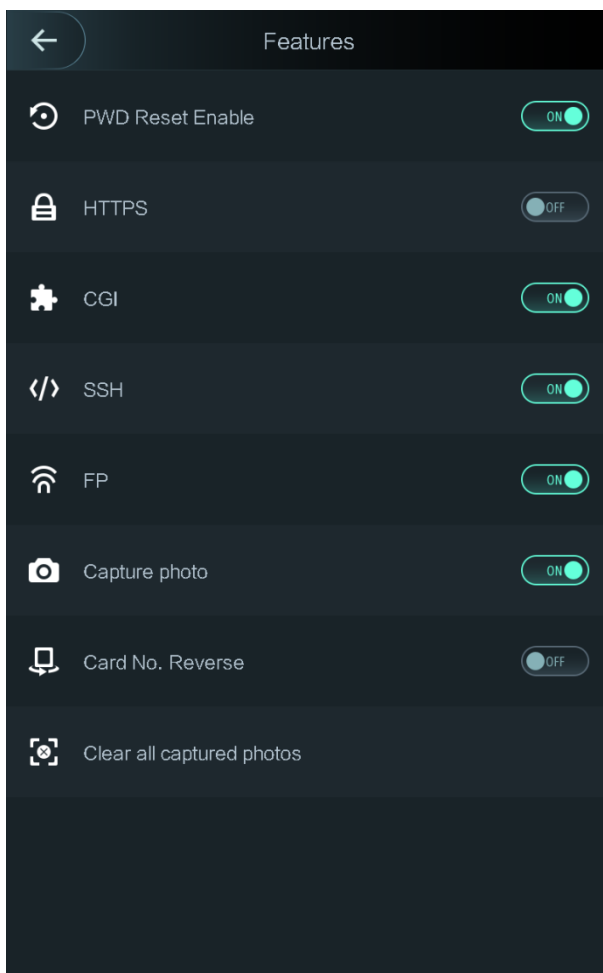 Features
PWD Reset Enable ON
HTTPS OFF
CGI ON
SSH ON
FP ON
Capture photo ON
Card No. Reverse OFF
Clear all captured photos